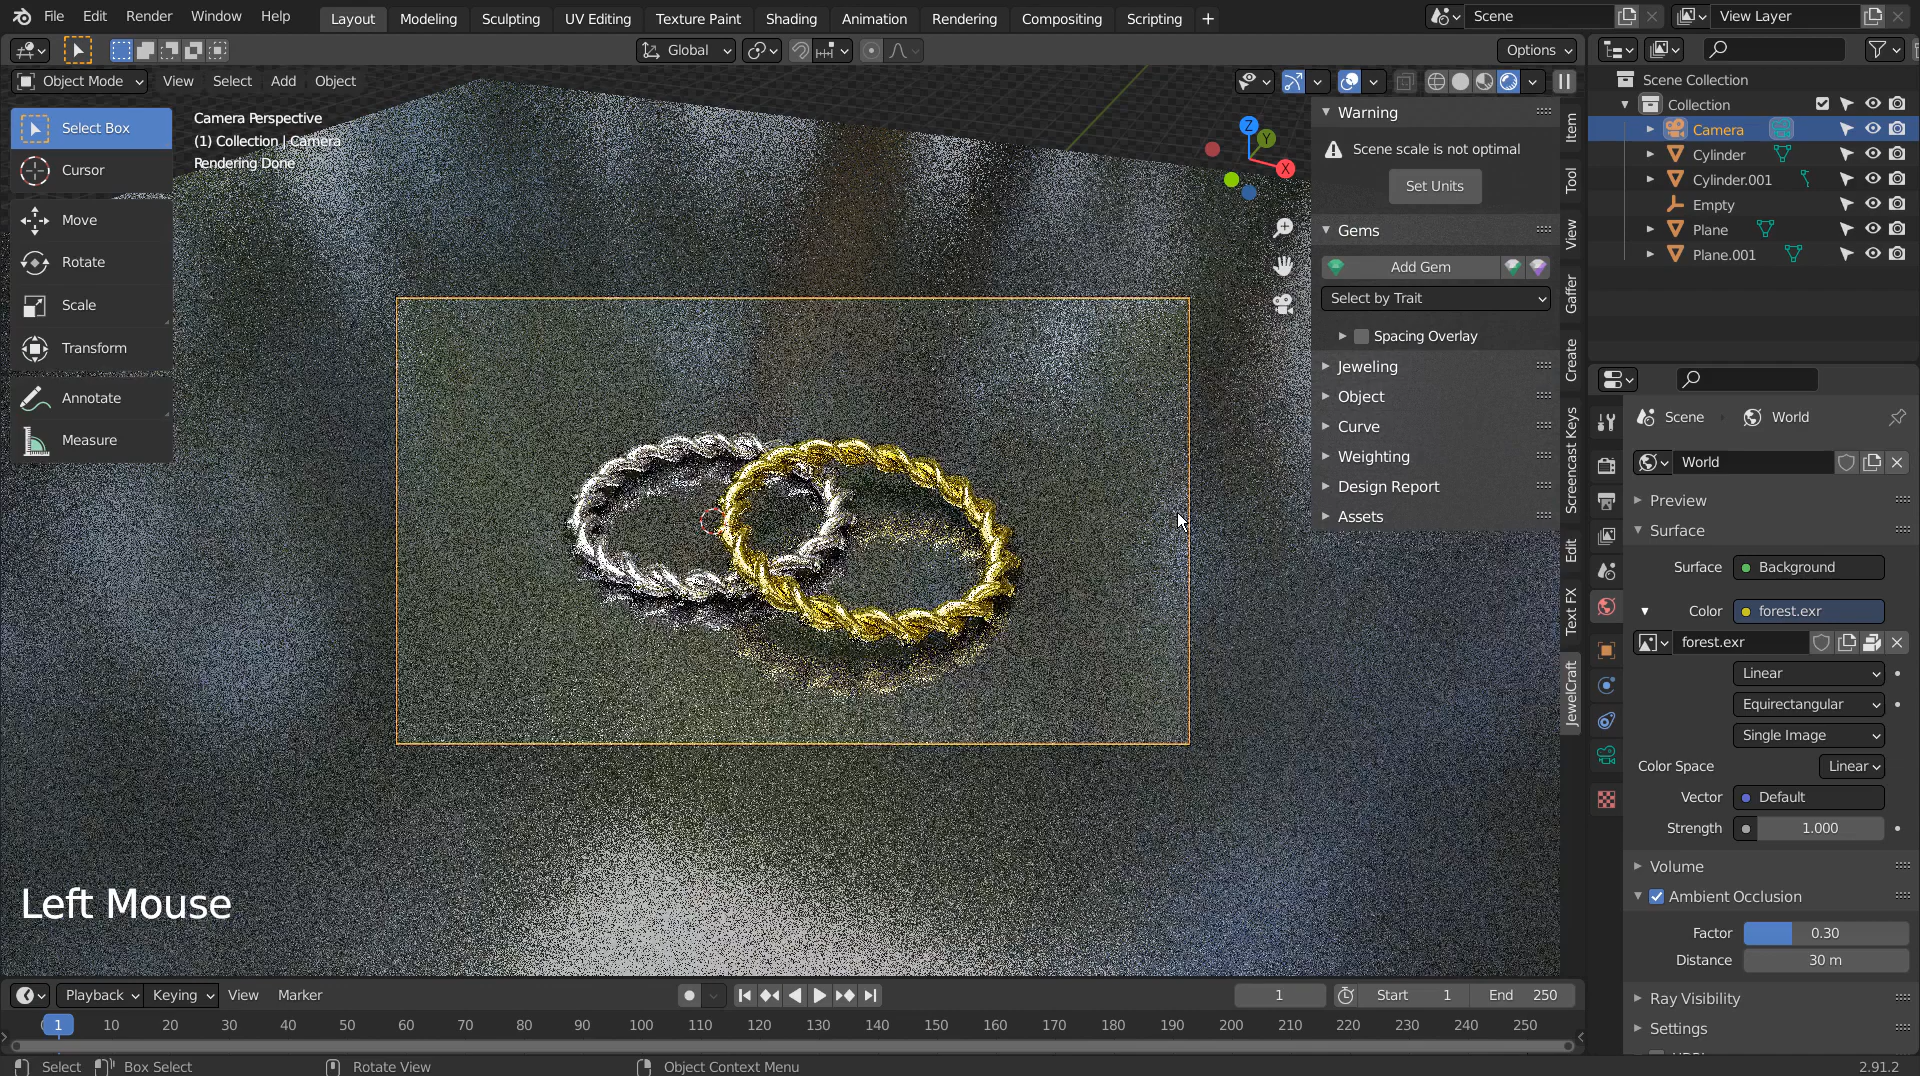 File Edit Render Window Help Layout Modeling Sculpting UV Editing Texture Paint Shading Animation Rendering Compositing Scripting + Scene View Layer
Global Options
Object Mode View Select Add Object
Select Box
Cursor
Move
Rotate
Scale
Transform
Annotate
Measure
Camera Perspective
(1) Collection | Camera
Rendering Done
Z
Y
X
Warning
Scene scale is not optimal
Set Units
Gems
Add Gem
Select by Trait
Spacing Overlay
Jeweling
Object
Curve
Weighting
Design Report
Assets
Item
Tool
View
Gaffer
Create
Screencast Keys
Edit
Text FX
JewelCraft
Scene Collection
Collection
Camera
Cylinder
Cylinder.001
Empty
Plane
Plane.001
Scene World
World
Preview
Surface
Surface Background
Color forest.exr
forest.exr
Linear
Equirectangular
Single Image
Color Space Linear
Vector Default
Strength 1.000
Volume
Ambient Occlusion
Factor 0.30
Distance 30 m
Ray Visibility
Settings
Left Mouse
Playback Keying View Marker 1 Start 1 End 250
1 10 20 30 40 50 60 70 80 90 100 110 120 130 140 150 160 170 180 190 200 210 220 230 240 250
Select Box Select Rotate View Object Context Menu 2.91.2